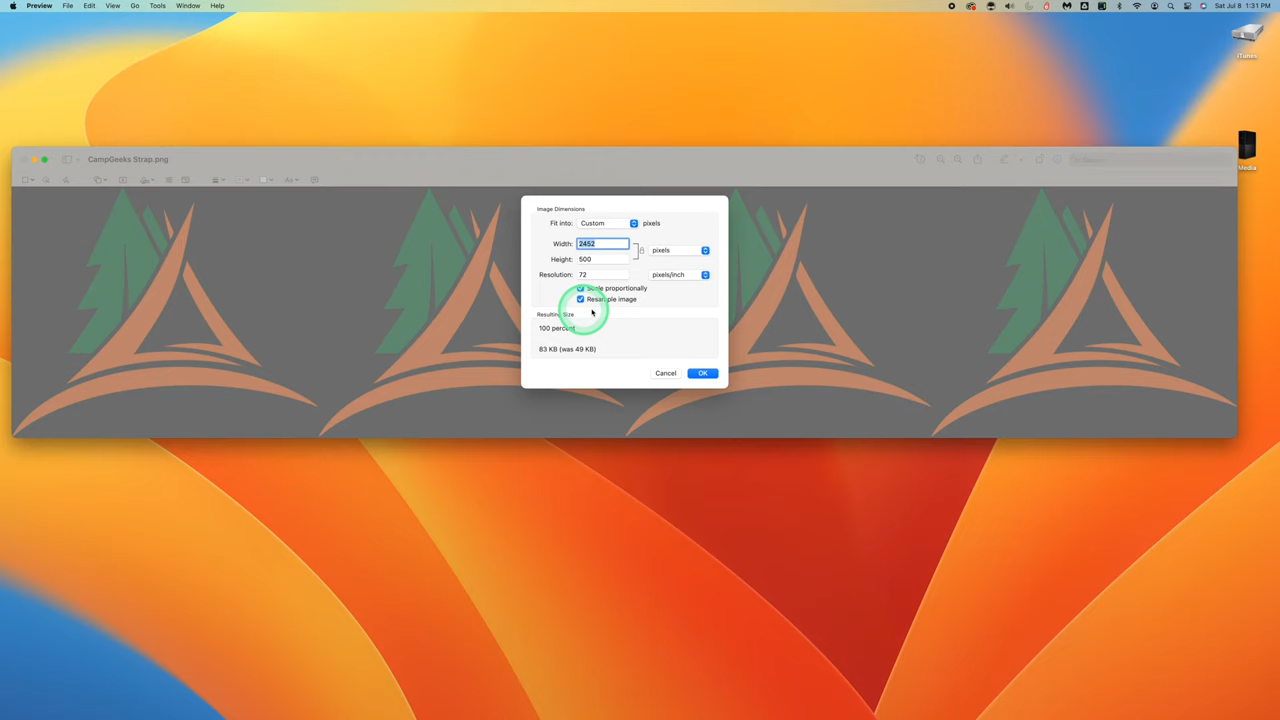 Preview File Edit View Go Tools Window Help Sat Jul 8 1:31 PM
iTunes
CampGeeks Strap.png
Media
Aa
Image Dimensions
Fit into: Custom pixels
Width: 2452
pixels
Height: 500
Resolution: 72 pixels/inch
Scale proportionally
Resample image
Resulting Size
100 percent
83 KB (was 49 KB)
Cancel OK